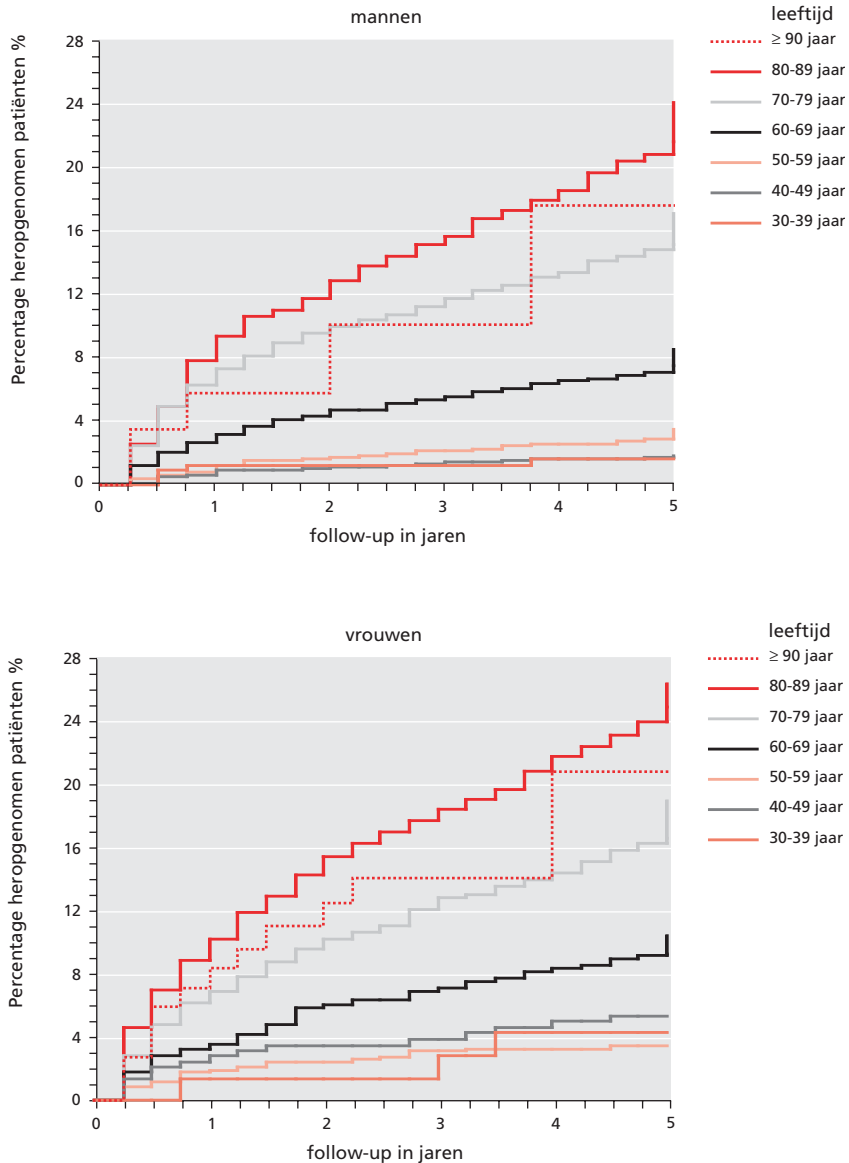 mannen
Percentage heropgenomen patiënten %
28
24
20
16
12
8
4
0
0 1 2 3 4 5
follow-up in jaren
leeftijd
≥ 90 jaar
80-89 jaar
70-79 jaar
60-69 jaar
50-59 jaar
40-49 jaar
30-39 jaar
vrouwen
Percentage heropgenomen patiënten %
28
24
20
16
12
8
4
0
0 1 2 3 4 5
follow-up in jaren
leeftijd
≥ 90 jaar
80-89 jaar
70-79 jaar
60-69 jaar
50-59 jaar
40-49 jaar
30-39 jaar